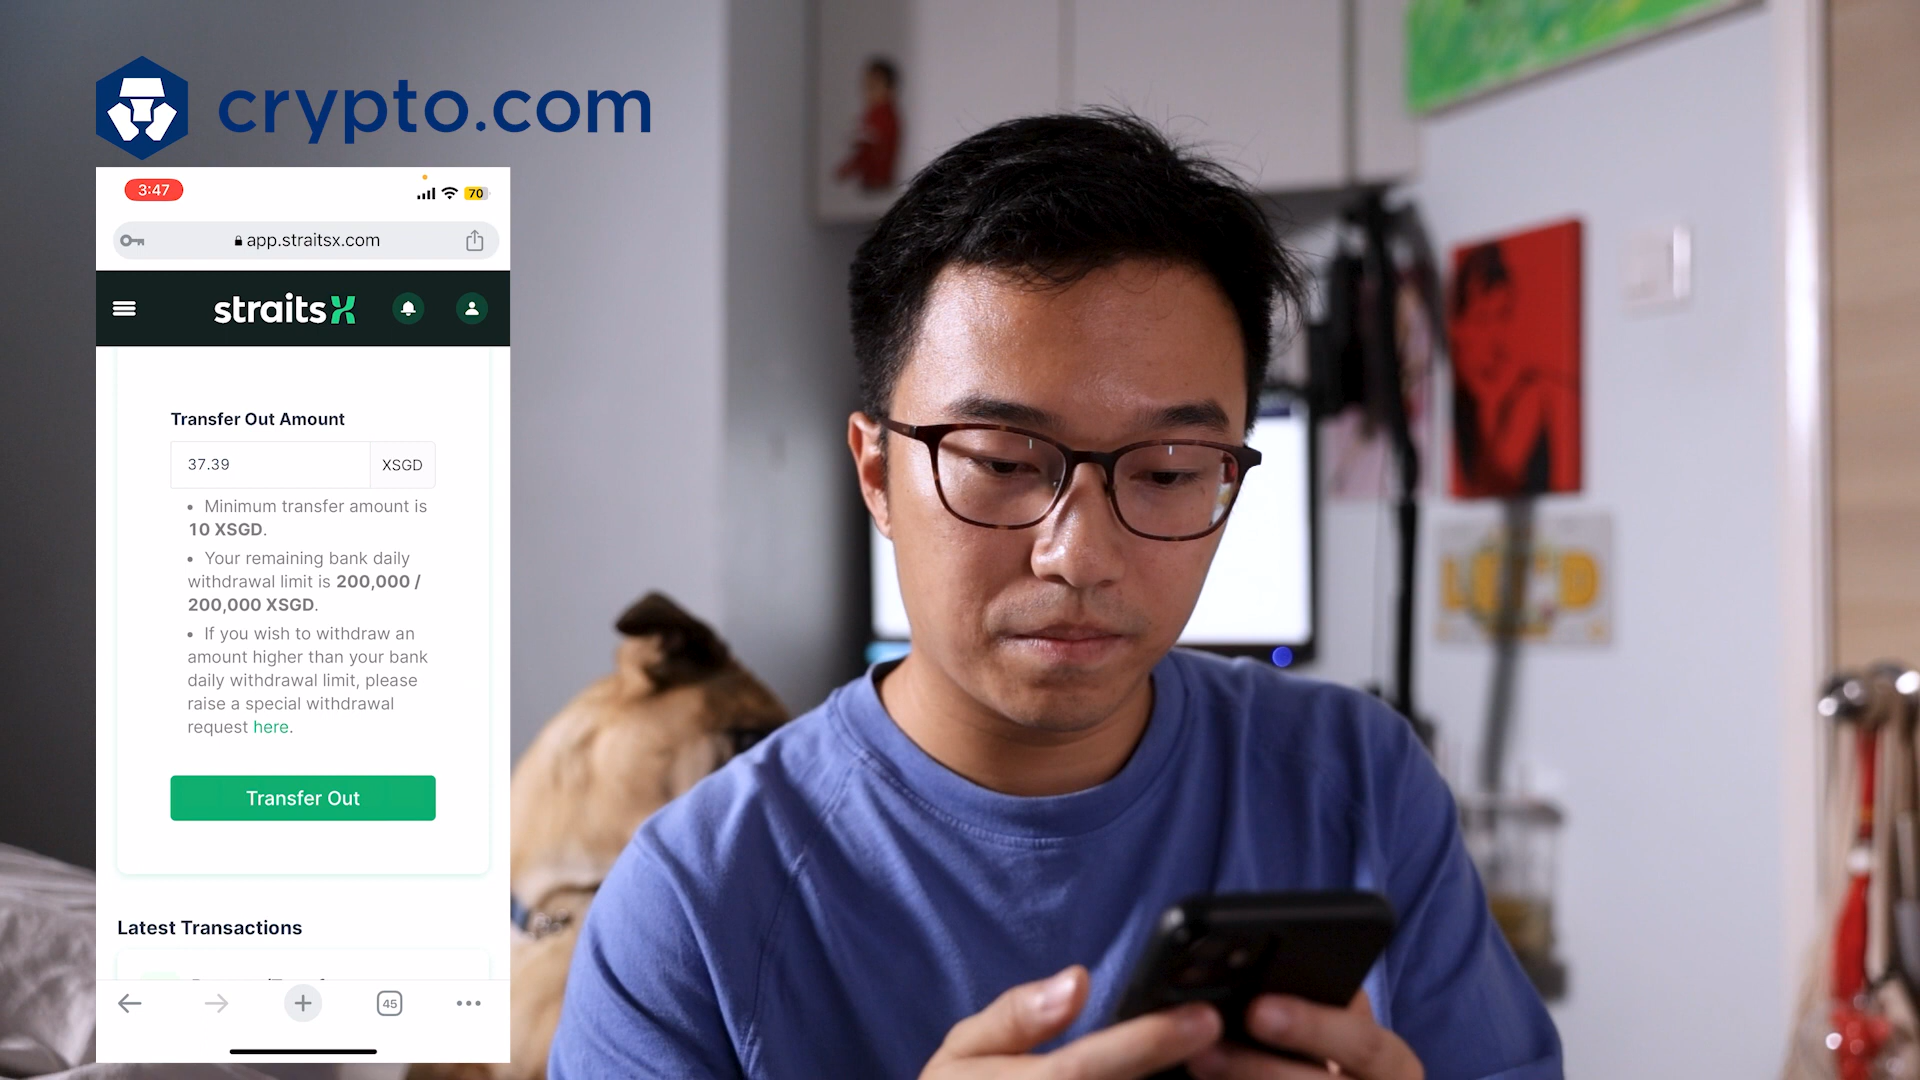 crypto.com
3:47
70
app.straitsx.com
straitsX
Transfer Out Amount
37.39
XSGD
• Minimum transfer amount is
10 XSGD.
• Your remaining bank daily
withdrawal limit is 200,000 /
200,000 XSGD.
• If you wish to withdraw an
amount higher than your bank
daily withdrawal limit, please
raise a special withdrawal
request here.
Transfer Out
Latest Transactions
45